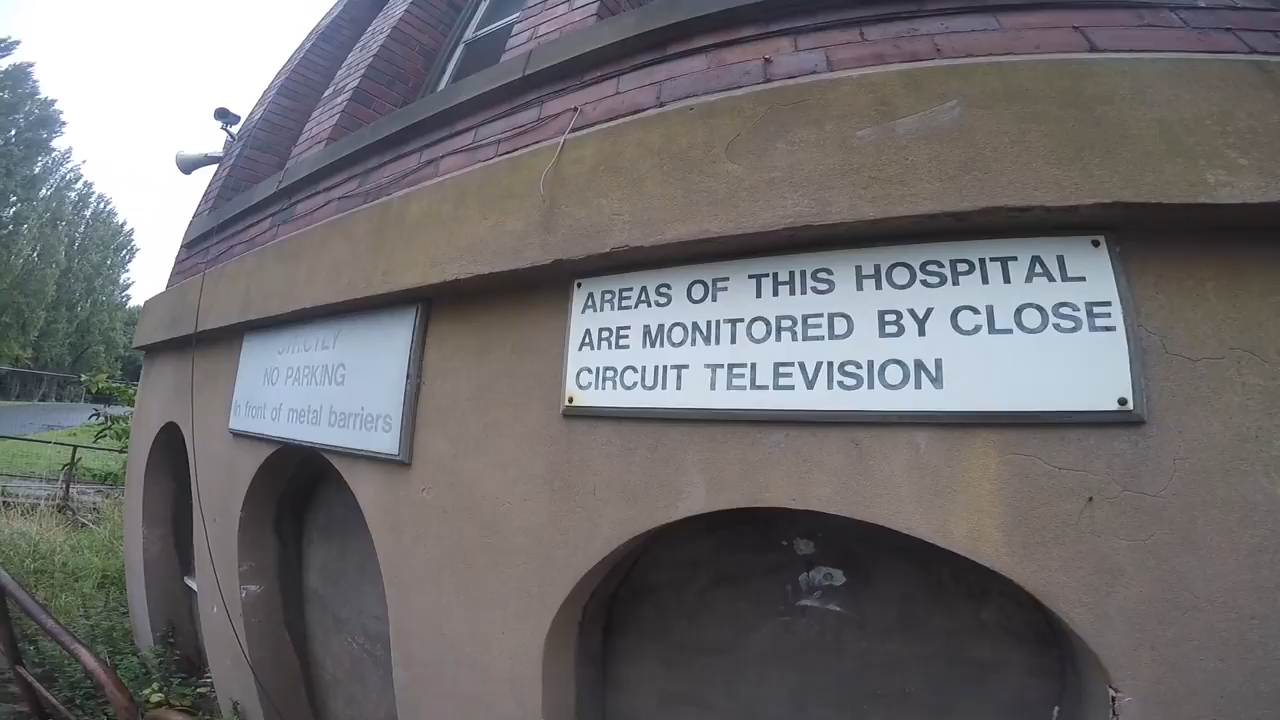 STRICTLY
NO PARKING
In front of metal barriers
AREAS OF THIS HOSPITAL
ARE MONITORED BY CLOSE
CIRCUIT TELEVISION